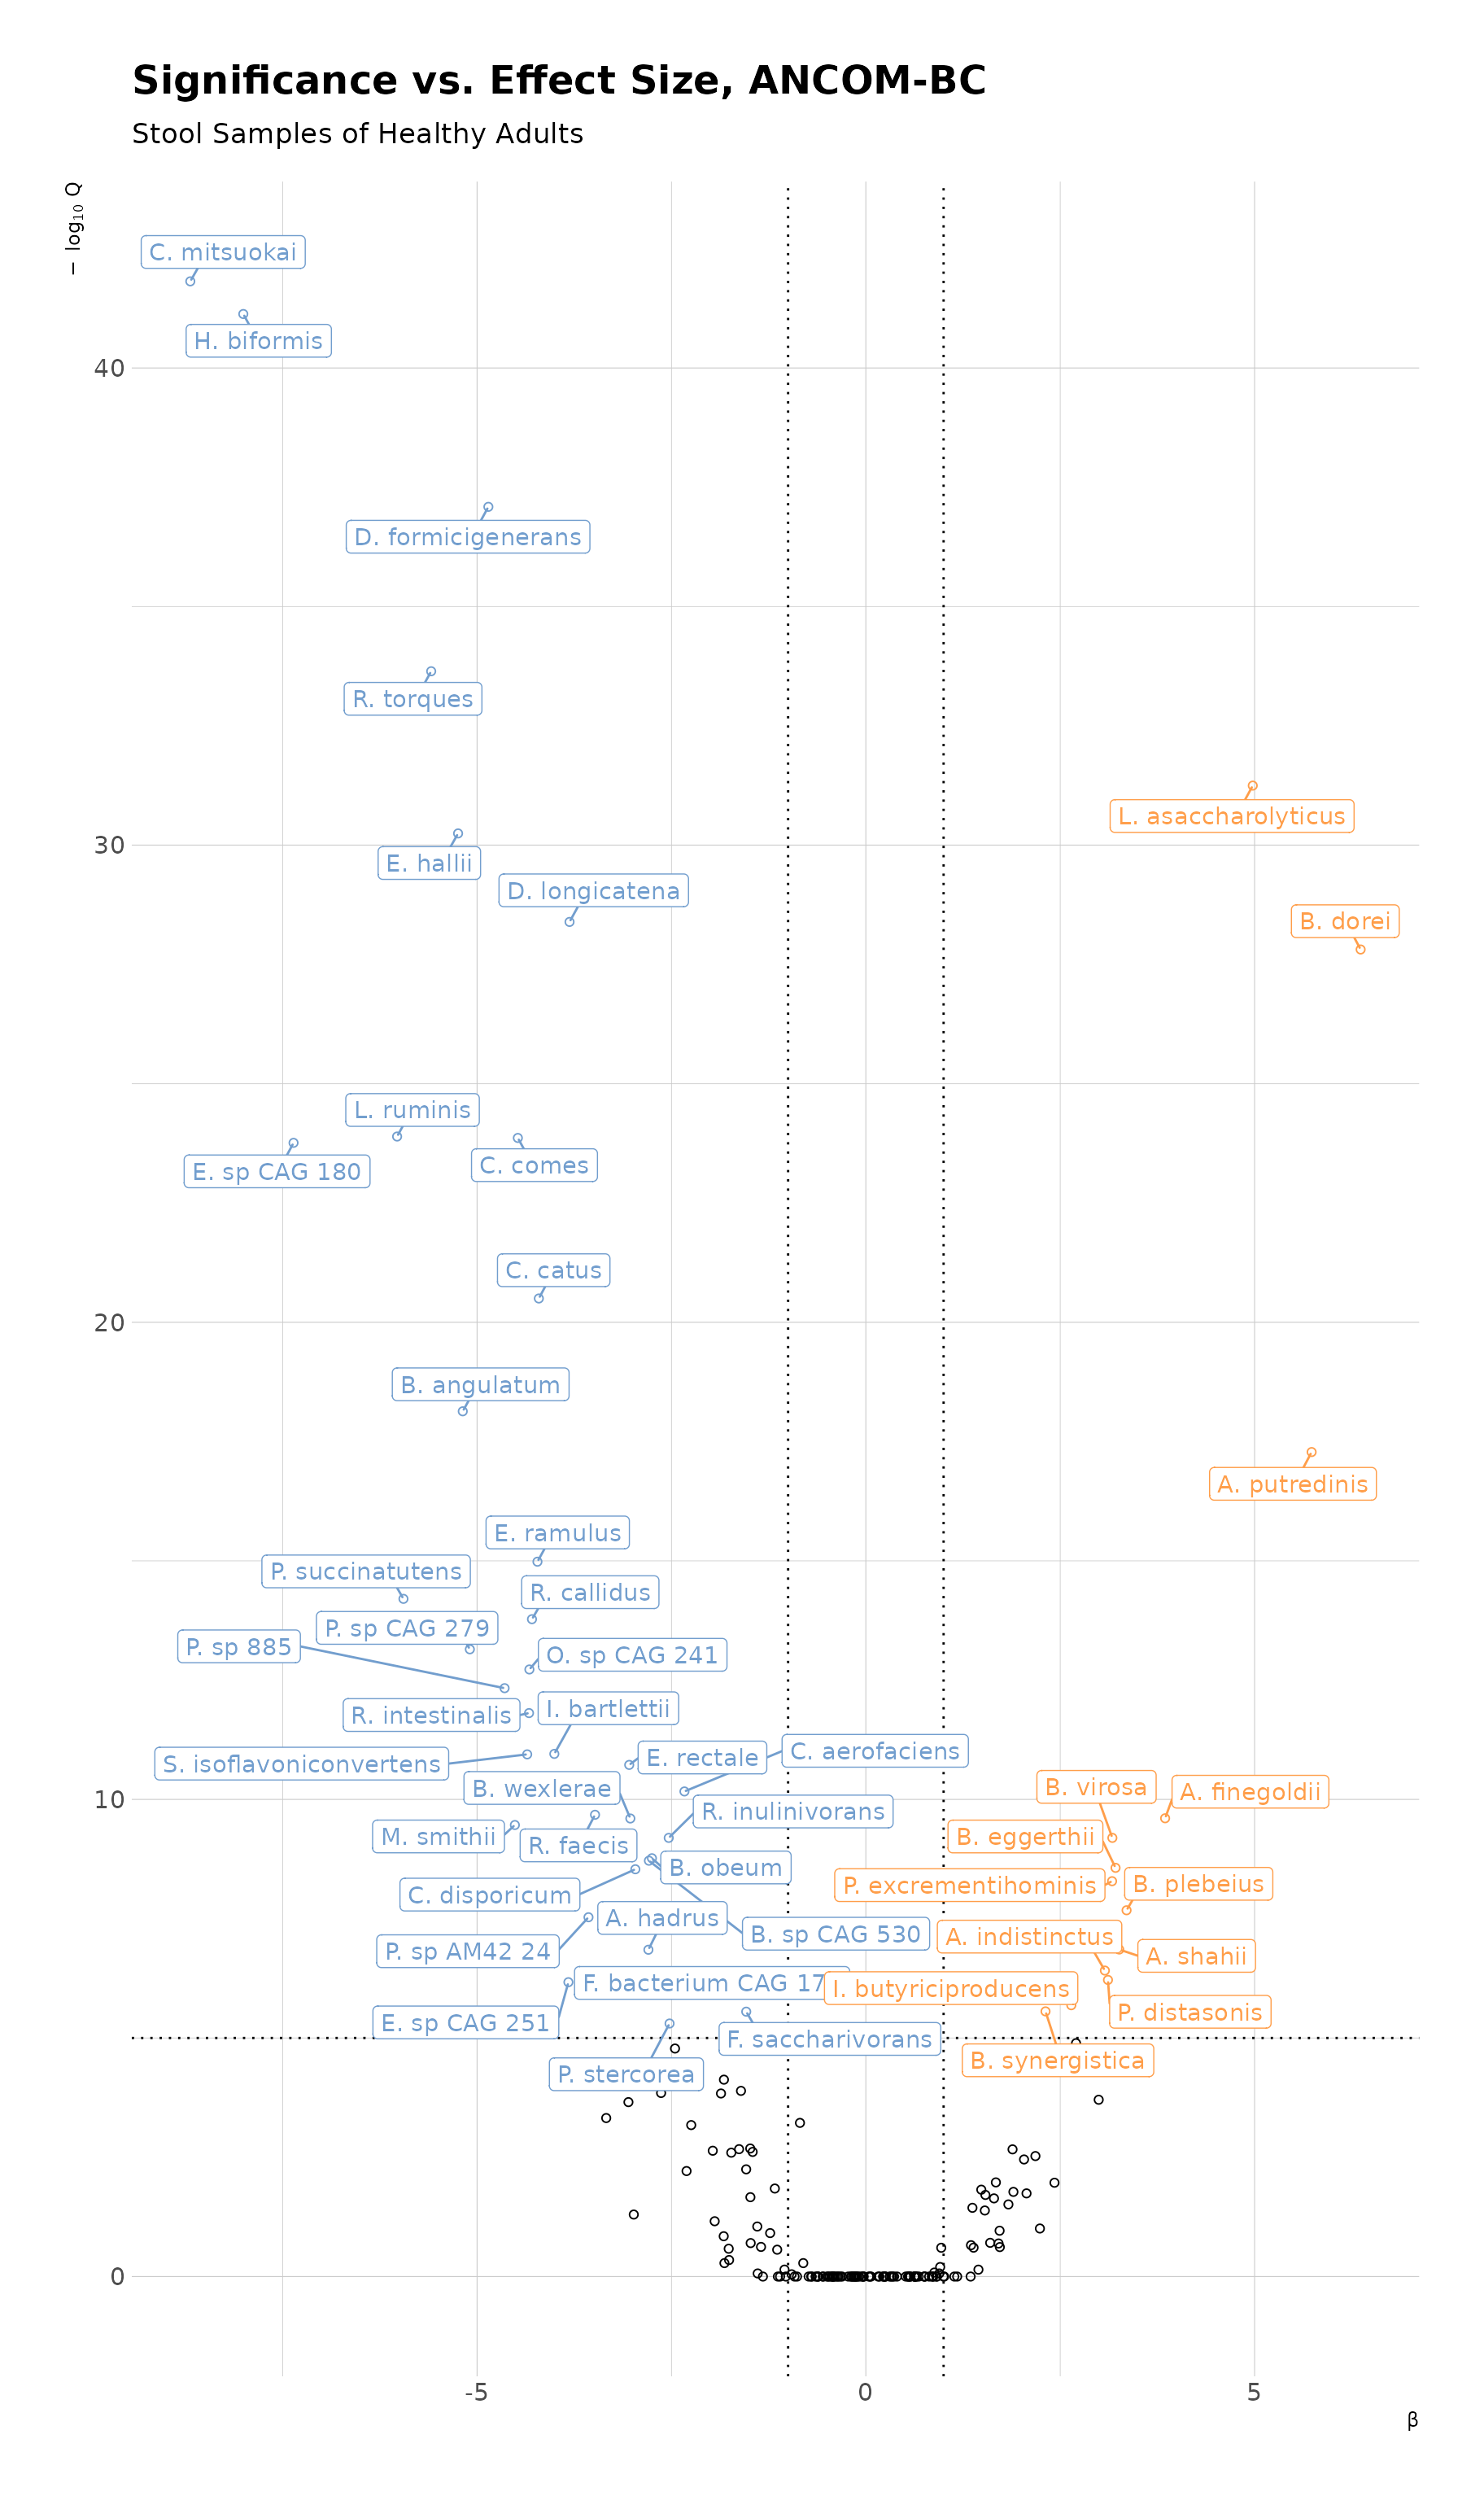 Significance vs. Effect Size, ANCOM-BC
Stool Samples of Healthy Adults
− log10 Q
C. mitsuokai
H. biformis
40
D. formicigenerans
R. torques
L. asaccharolyticus
30
E. hallii
D. longicatena
B. dorei
L. ruminis
C. comes
E. sp CAG 180
C. catus
20
B. angulatum
A. putredinis
E. ramulus
P. succinatutens
R. callidus
P. sp CAG 279
P. sp 885
O. sp CAG 241
I. bartlettii
R. intestinalis
C. aerofaciens
E. rectale
S. isoflavoniconvertens
B. virosa
B. wexlerae
A. finegoldii
10
R. inulinivorans
M. smithii
B. eggerthii
R. faecis
B. obeum
B. plebeius
P. excrementihominis
C. disporicum
A. hadrus
B. sp CAG 530
A. indistinctus
P. sp AM42 24
A. shahii
F. bacterium CAG 17
I. butyriciproducens
P. distasonis
E. sp CAG 251
F. saccharivorans
B. synergistica
P. stercorea
0
-5
0
5
β